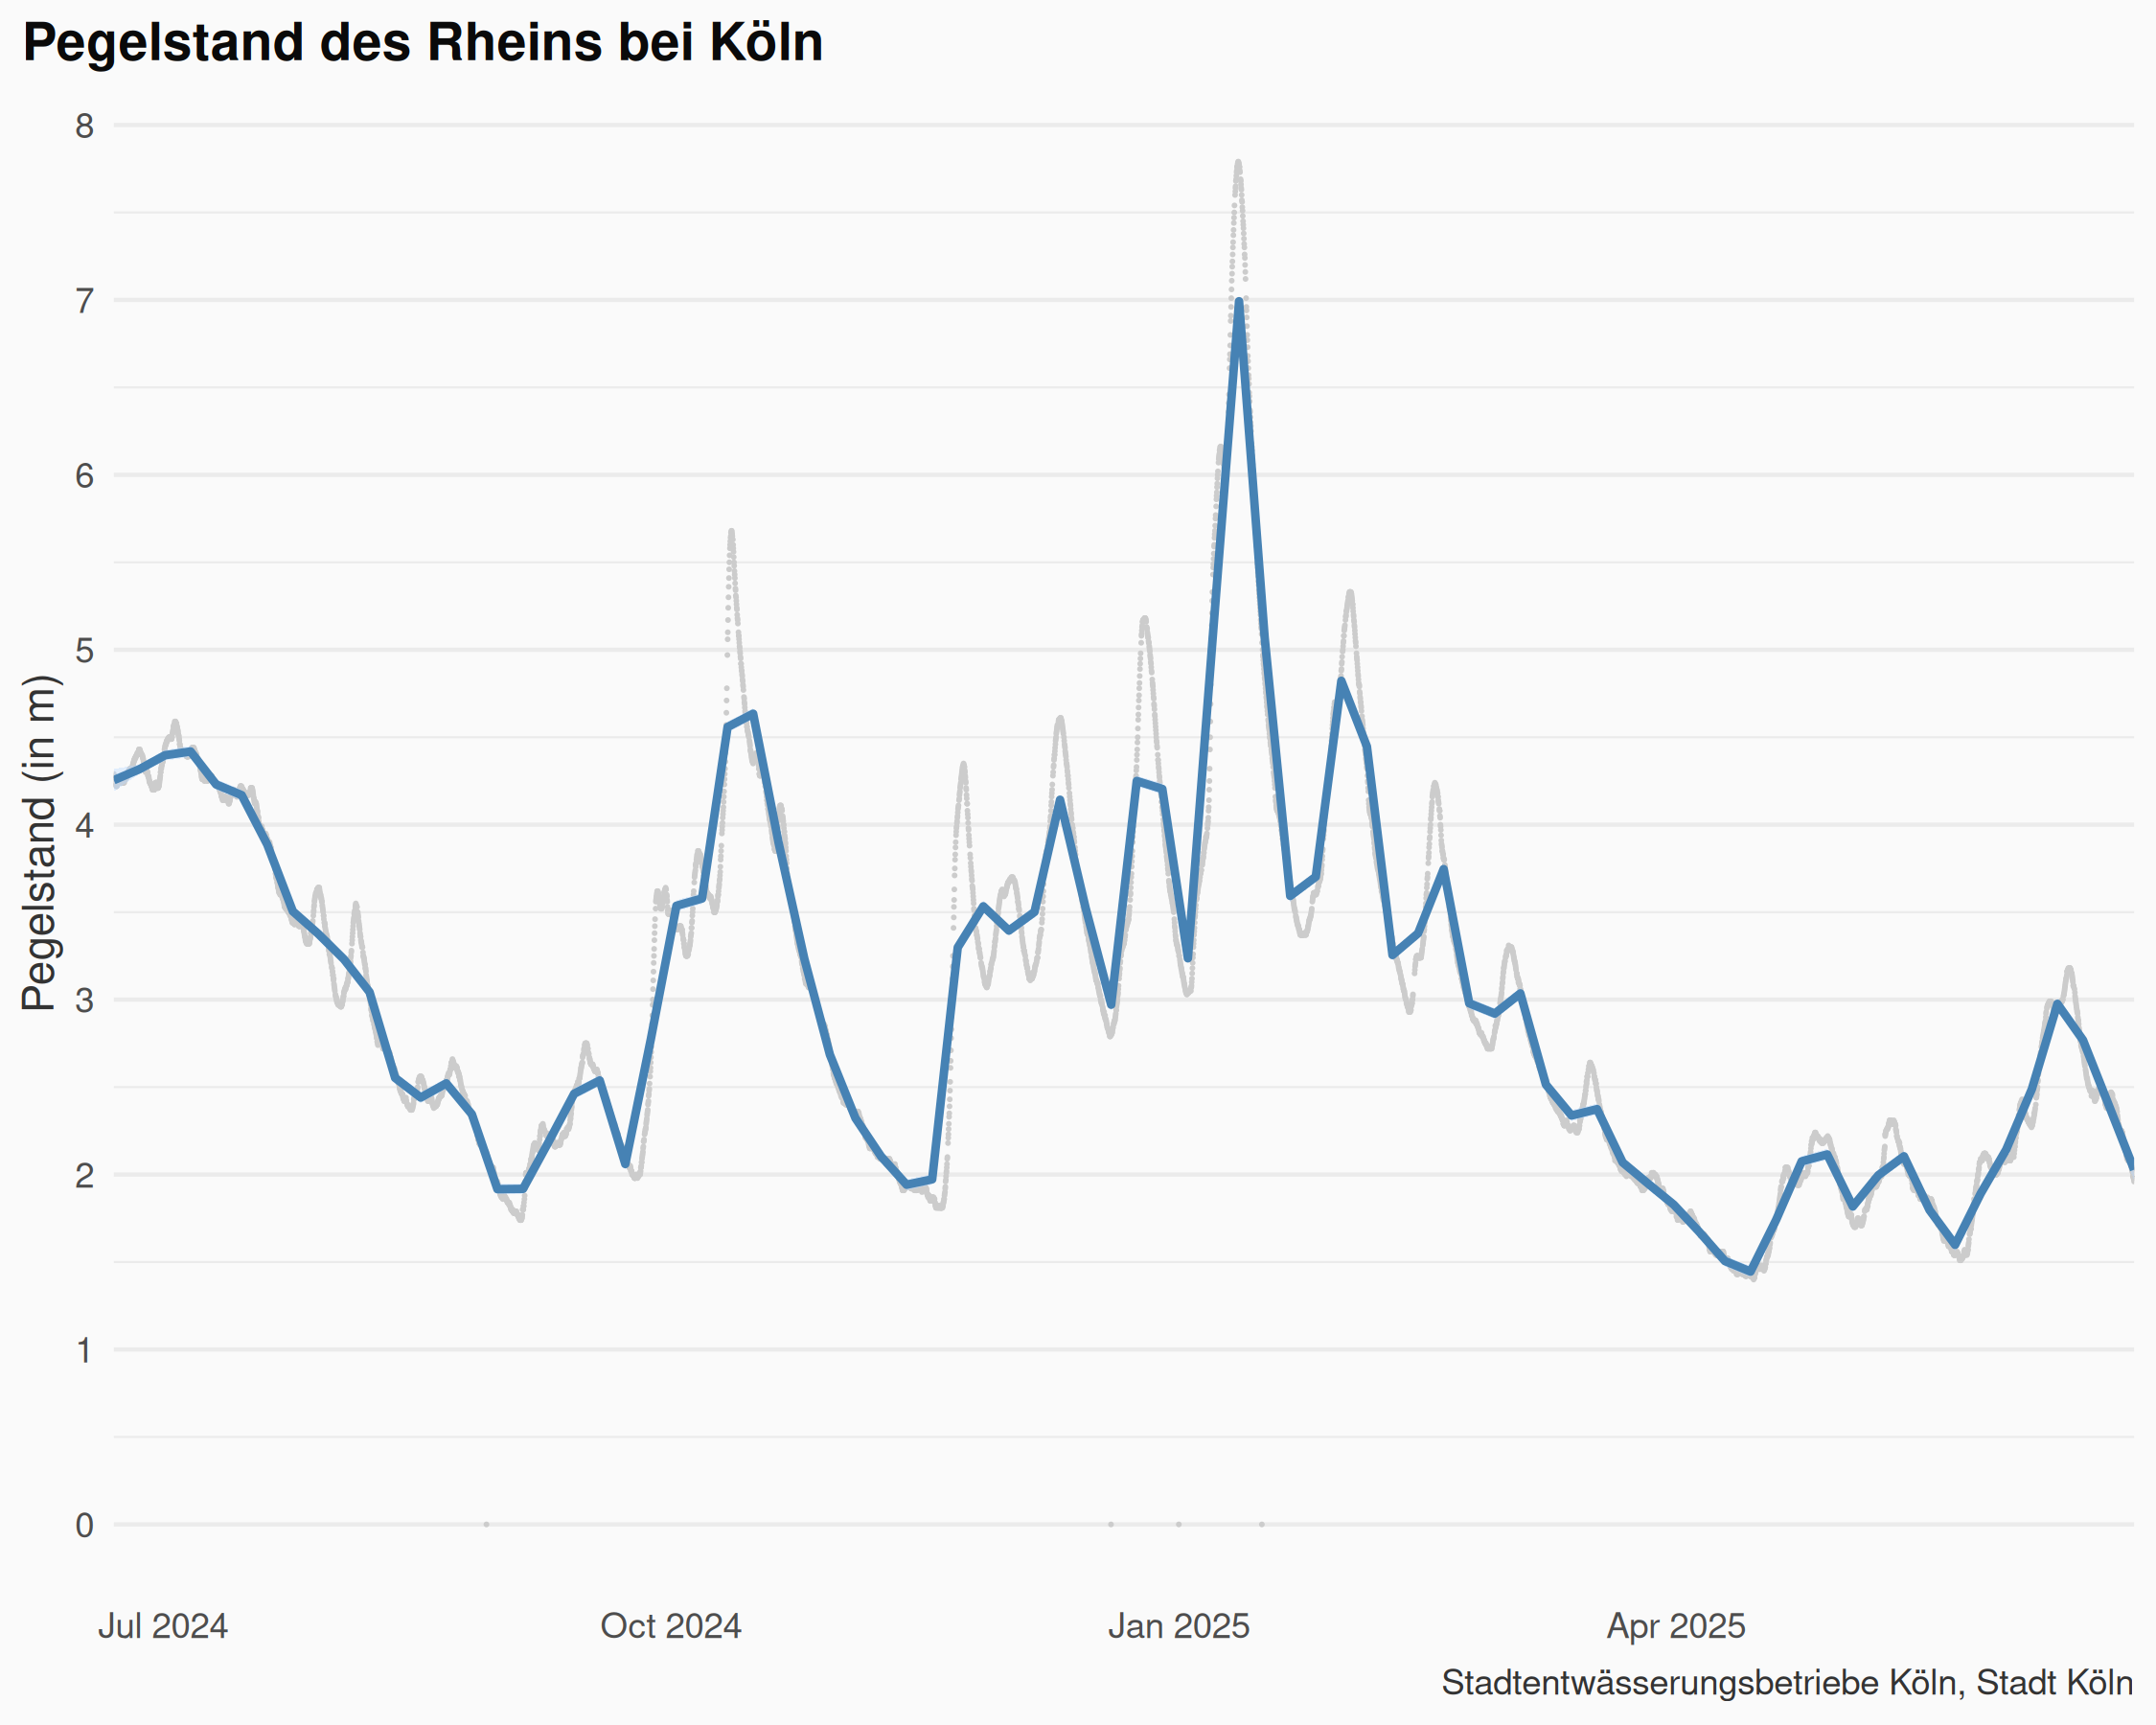 Pegelstand des Rheins bei Köln
Pegelstand (in m)
8
7
6
5
4
3
2
1
0
Jul 2024 Oct 2024 Jan 2025 Apr 2025
Stadtentwässerungsbetriebe Köln, Stadt Köln